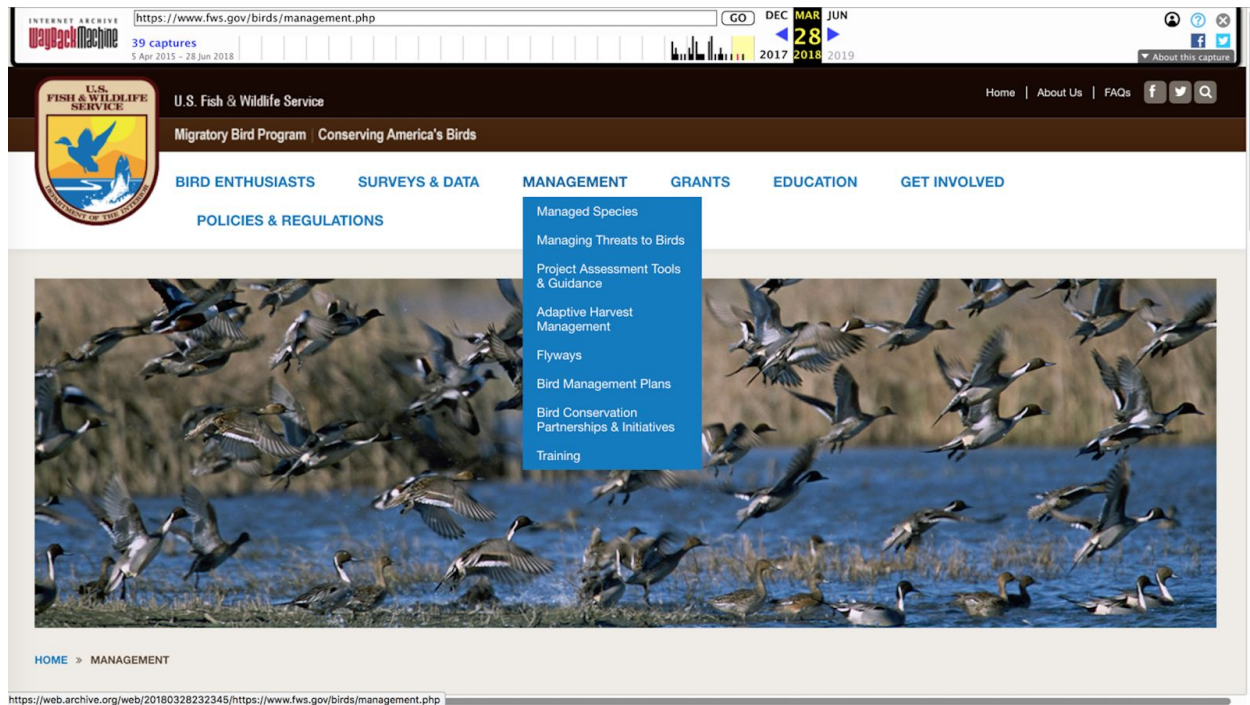 INTERNET ARCHIVE
WayBackMachine
https://www.fws.gov/birds/management.php
GO
DEC MAR JUN
39 captures
28
5 Apr 2015 – 28 Jun 2018
2017 2018 2019
About this capture
U.S.
FISH & WILDLIFE
SERVICE
DEPARTMENT OF THE INTERIOR
U.S. Fish & Wildlife Service
Home | About Us | FAQs
Migratory Bird Program | Conserving America's Birds
BIRD ENTHUSIASTS SURVEYS & DATA MANAGEMENT GRANTS EDUCATION GET INVOLVED
POLICIES & REGULATIONS
Managed Species
Managing Threats to Birds
Project Assessment Tools
& Guidance
Adaptive Harvest
Management
Flyways
Bird Management Plans
Bird Conservation
Partnerships & Initiatives
Training
HOME » MANAGEMENT
https://web.archive.org/web/20180328232345/https://www.fws.gov/birds/management.php